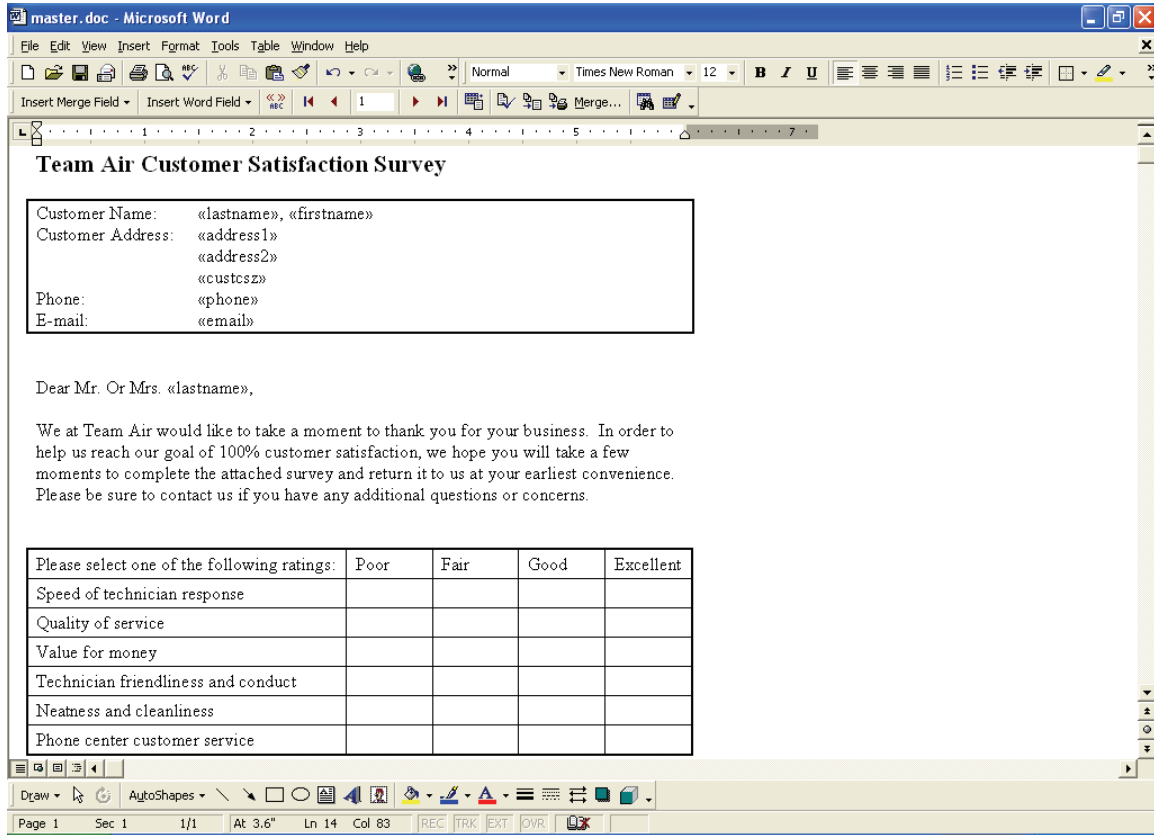 master.doc - Microsoft Word
File Edit View Insert Format Tools Table Window Help
Normal Times New Roman 12 B I U
Insert Merge Field Insert Word Field «» ABC 1 Merge...
1 2 3 4 5 7
Team Air Customer Satisfaction Survey
Customer Name: «lastname», «firstname»
Customer Address: «address1»
«address2»
«custcsz»
Phone: «phone»
E-mail: «email»
Dear Mr. Or Mrs. «lastname»,
We at Team Air would like to take a moment to thank you for your business. In order to
help us reach our goal of 100% customer satisfaction, we hope you will take a few
moments to complete the attached survey and return it to us at your earliest convenience.
Please be sure to contact us if you have any additional questions or concerns.
Please select one of the following ratings: Poor Fair Good Excellent
Speed of technician response
Quality of service
Value for money
Technician friendliness and conduct
Neatness and cleanliness
Phone center customer service
Draw AutoShapes A
Page 1 Sec 1 1/1 At 3.6" Ln 14 Col 83 REC TRK EXT OVR